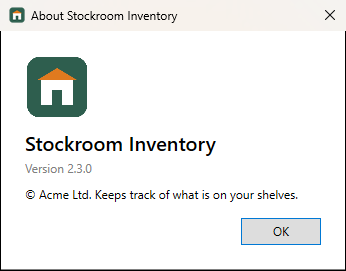 About Stockroom Inventory
Stockroom Inventory
Version 2.3.0
© Acme Ltd. Keeps track of what is on your shelves.
OK